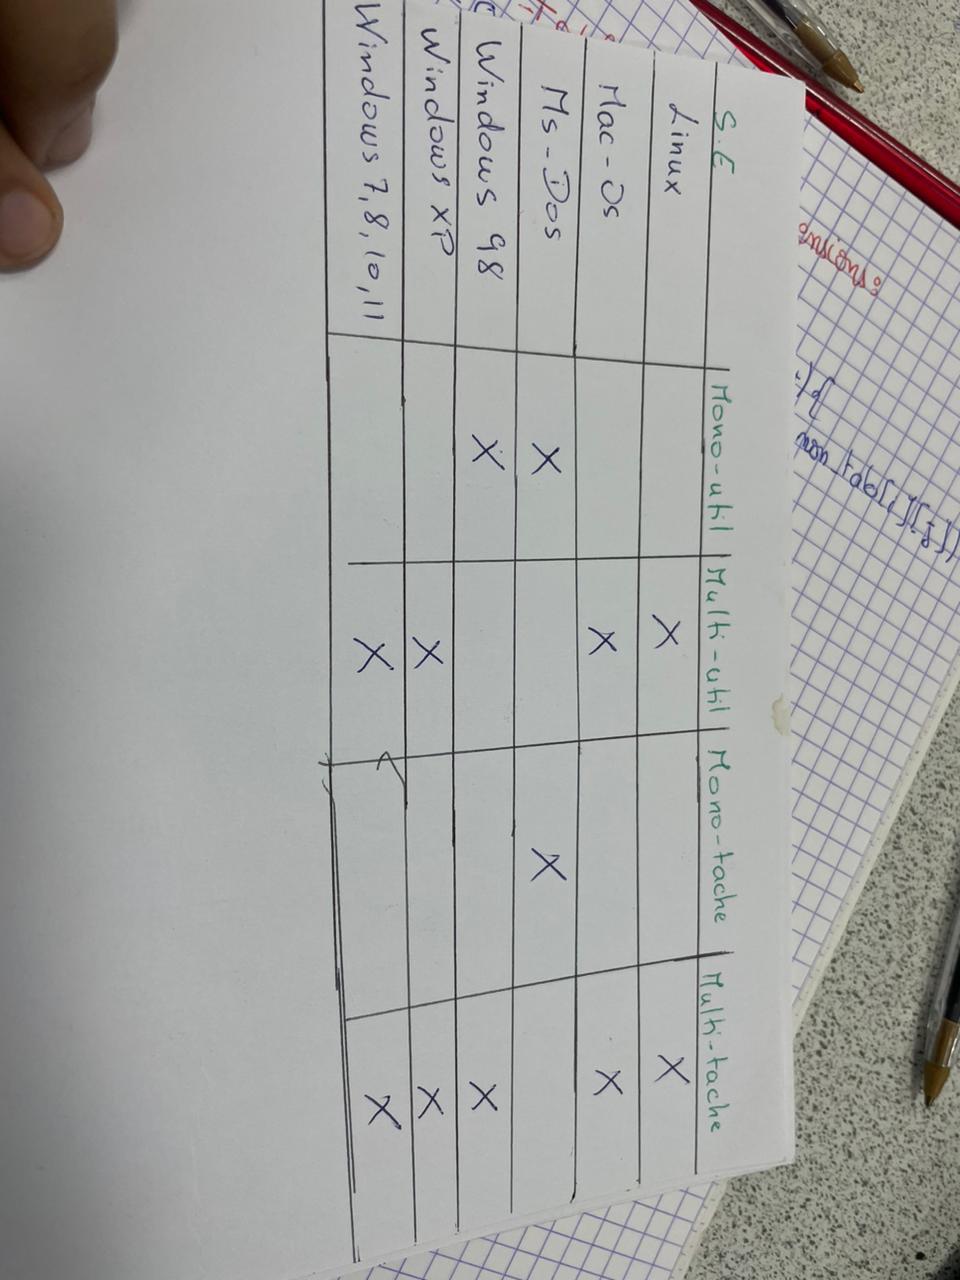 S.E Mono-util Multi-util Mono-tache Multi-tache
Linux X X
Mac-Os X X
Ms-Dos X X
Windows 98 X X
Windows XP X X
Windows 7,8,10,11 X X